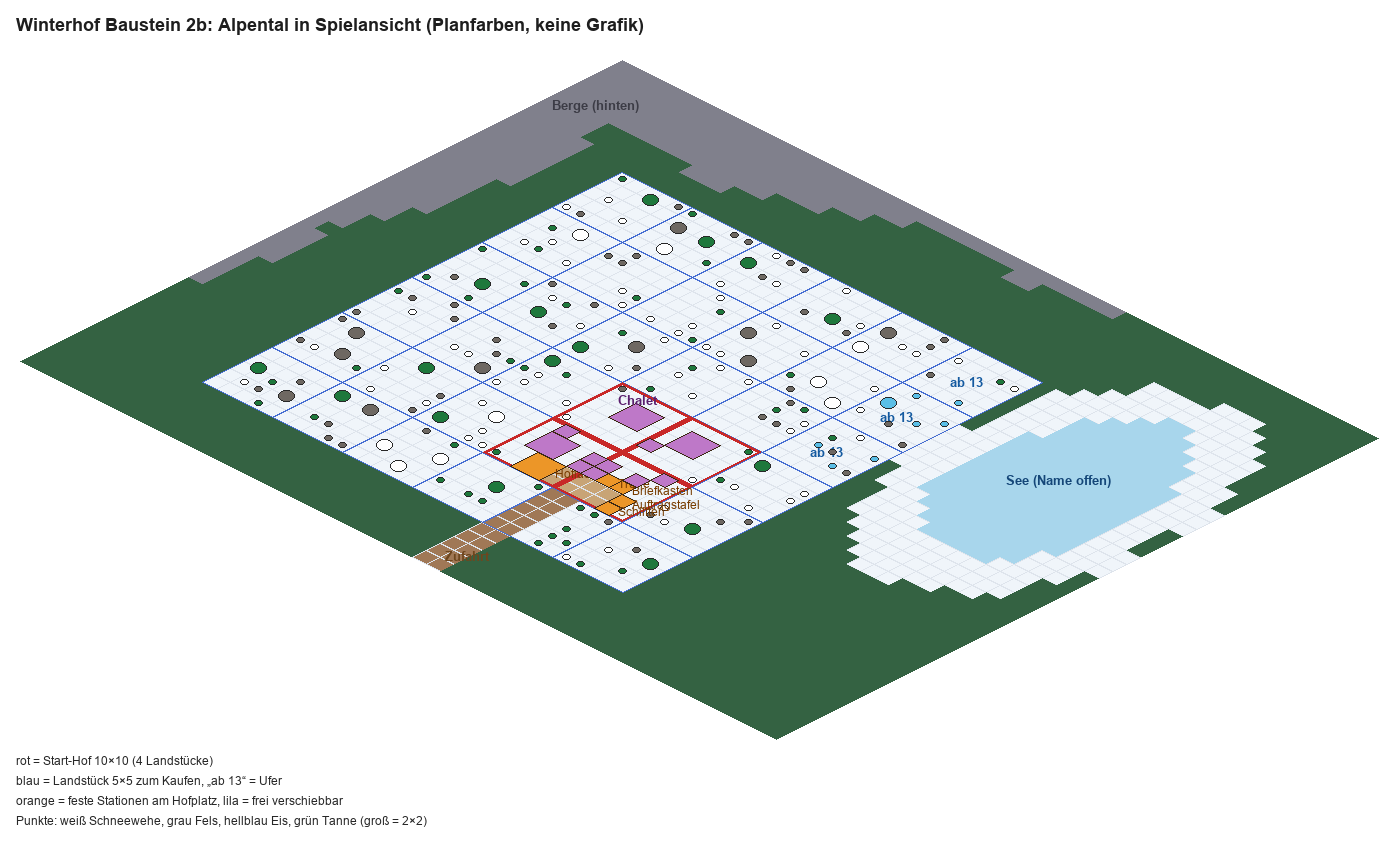 Winterhof Baustein 2b: Alpental in Spielansicht (Planfarben, keine Grafik)
Berge (hinten)
ab 13
Chalet
ab 13
ab 13
See (Name offen)
Briefkasten
Auftragstafel
rot = Start-Hof 10×10 (4 Landstücke)
blau = Landstück 5×5 zum Kaufen, „ab 13“ = Ufer
orange = feste Stationen am Hofplatz, lila = frei verschiebbar
Punkte: weiß Schneewehe, grau Fels, hellblau Eis, grün Tanne (groß = 2×2)